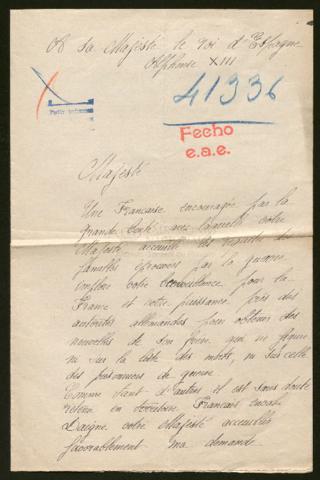 A sa Majesté le roi d'Espagne
Alphonse XIII
41336
Fecho
e.a.e.
Majesté
Une Française encouragée par la
grande bonté avec laquelle votre
Majesté accueille les requêtes des
familles éprouvées par la guerre,
implore votre bienveillance pour la
France et votre puissance près des
autorités allemandes pour obtenir des
nouvelles de son frère qui ne figure
ni sur la liste des morts, ni sur celle
des prisonniers de guerre.
Comme tant d'autres il est sans doute
retenu en territoire Français envahi
Daigne votre Majesté accueillir
favorablement ma demande